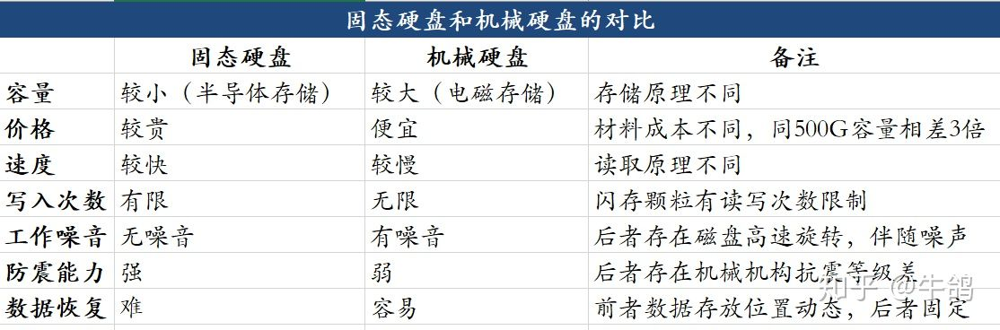 固态硬盘和机械硬盘的对比
固态硬盘 机械硬盘 备注
容量 较小（半导体存储） 较大（电磁存储） 存储原理不同
价格 较贵 便宜 材料成本不同，同500G容量相差3倍
速度 较快 较慢 读取原理不同
写入次数 有限 无限 闪存颗粒有读写次数限制
工作噪音 无噪音 有噪音 后者存在磁盘高速旋转，伴随噪声
防震能力 强 弱 后者存在机械机构抗震等级差
数据恢复 难 容易 前者数据存放位置动态，后者固定
知乎 @牛鸽